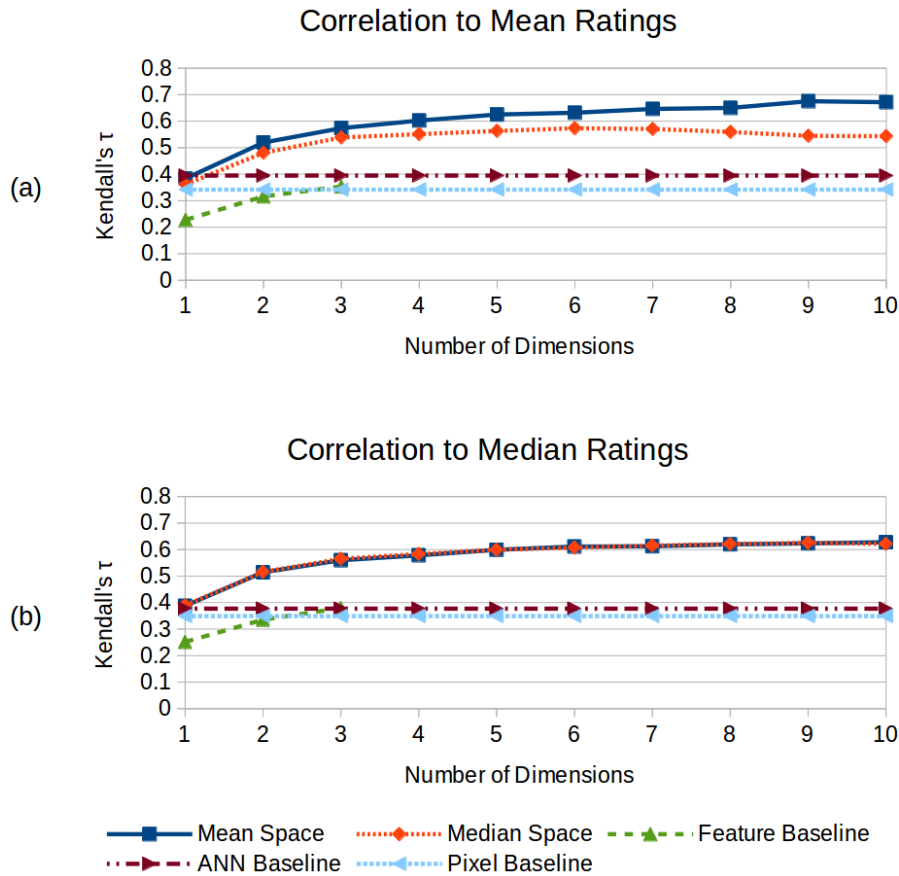 Correlation to Mean Ratings
(a)
Kendall's τ
0.8
0.7
0.6
0.5
0.4
0.3
0.2
0.1
0
1 2 3 4 5 6 7 8 9 10
Number of Dimensions
Correlation to Median Ratings
(b)
Kendall's τ
0.8
0.7
0.6
0.5
0.4
0.3
0.2
0.1
0
1 2 3 4 5 6 7 8 9 10
Number of Dimensions
Mean Space Median Space Feature Baseline
ANN Baseline Pixel Baseline